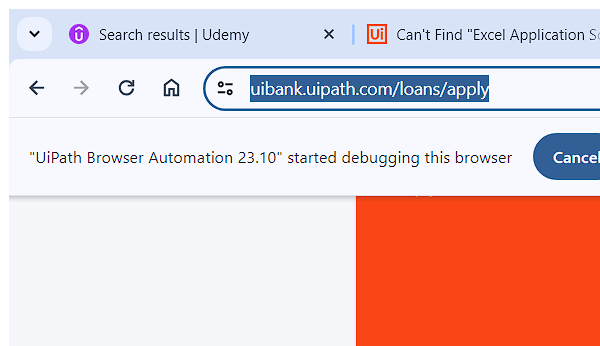 Search results | Udemy
Ui
Can't Find "Excel Application Sc
uibank.uipath.com/loans/apply
"UiPath Browser Automation 23.10" started debugging this browser
Cancel